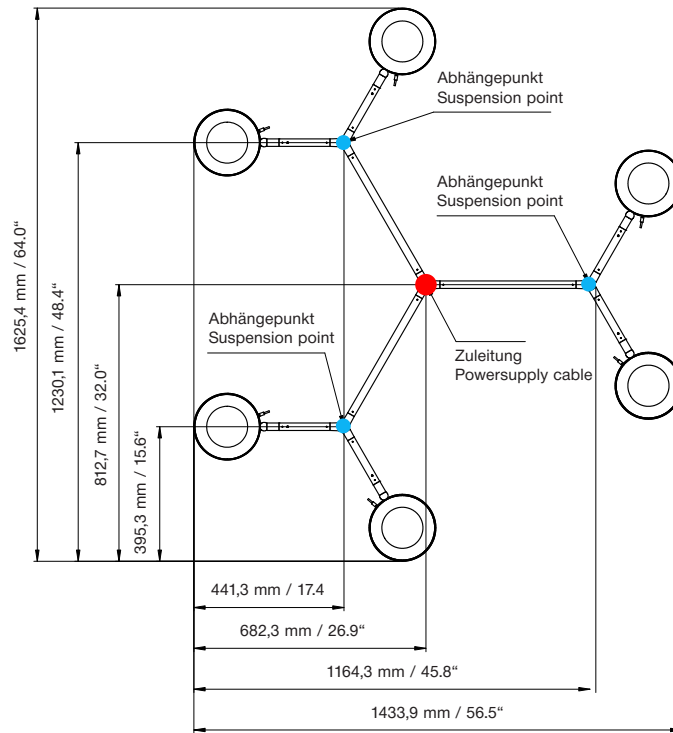 Abhängepunkt
Suspension point
Abhängepunkt
Suspension point
Abhängepunkt
Suspension point
Zuleitung
Powersupply cable
1625,4 mm / 64.0“
1230,1 mm / 48.4“
812,7 mm / 32.0“
395,3 mm / 15.6“
441,3 mm / 17.4
682,3 mm / 26.9“
1164,3 mm / 45.8“
1433,9 mm / 56.5“